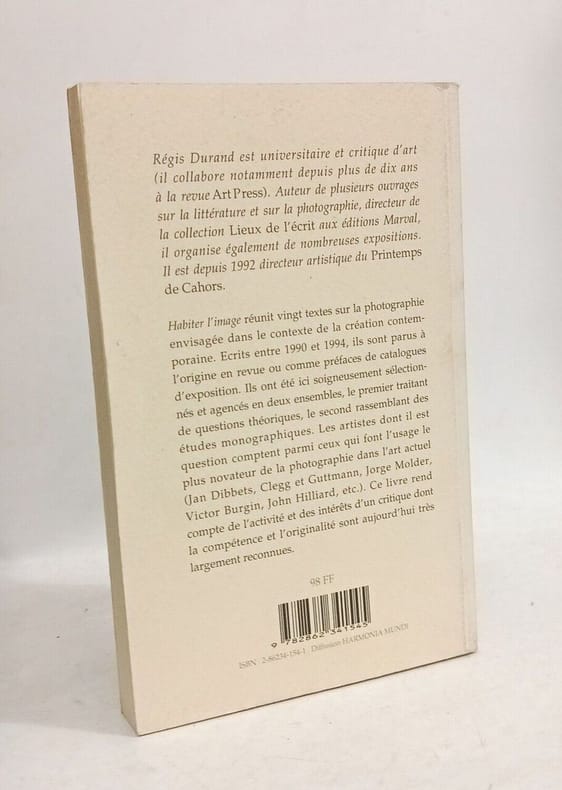 Régis Durand est universitaire et critique d'art
(il collabore notamment depuis plus de dix ans
à la revue ArtPress). Auteur de plusieurs ouvrages
sur la littérature et sur la photographie, directeur de
la collection Lieux de l'écrit aux éditions Marval,
il organise également de nombreuses expositions.
Il est depuis 1992 directeur artistique du Printemps
de Cahors.
Habiter l'image réunit vingt textes sur la photographie
envisagée dans le contexte de la création contem-
poraine. Ecrits entre 1990 et 1994, ils sont parus à
l'origine en revue ou comme préfaces de catalogues
d'exposition. Ils ont été ici soigneusement sélection-
nés et agencés en deux ensembles, le premier traitant
de questions théoriques, le second rassemblant des
études monographiques. Les artistes dont il est
question comptent parmi ceux qui font l'usage le
plus novateur de la photographie dans l'art actuel
(Jan Dibbets, Clegg et Guttmann, Jorge Molder,
Victor Burgin, John Hilliard, etc.). Ce livre rend
compte de l'activité et des intérêts d'un critique dont
la compétence et l'originalité sont aujourd'hui très
largement reconnues.
98 FF
9 782862 341545
ISBN : 2-86234-154-1. Diffusion HARMONIA MUNDI